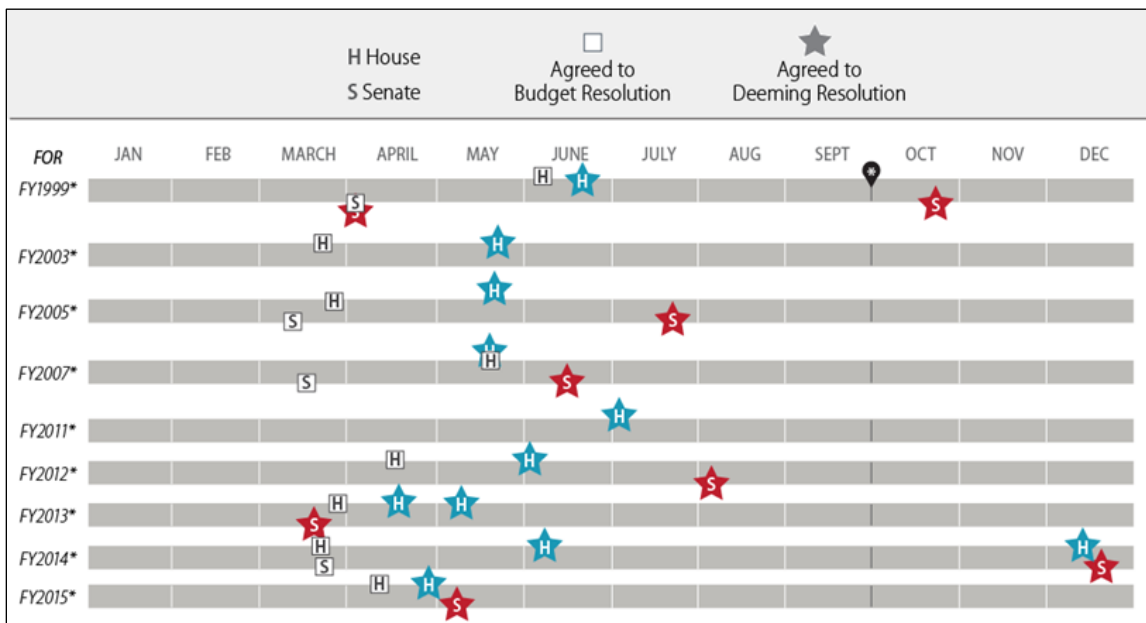 H House
S Senate
Agreed to
Budget Resolution
Agreed to
Deeming Resolution
FOR JAN FEB MARCH APRIL MAY JUNE JULY AUG SEPT OCT NOV DEC
H H
FY1999* *
S S S
H H
FY2003*
H
H
FY2005*
S S
H
H
FY2007*
S S
H
FY2011*
H H
FY2012*
S
H H H
FY2013*
S
H H H
FY2014*
S S
H H
FY2015*
S